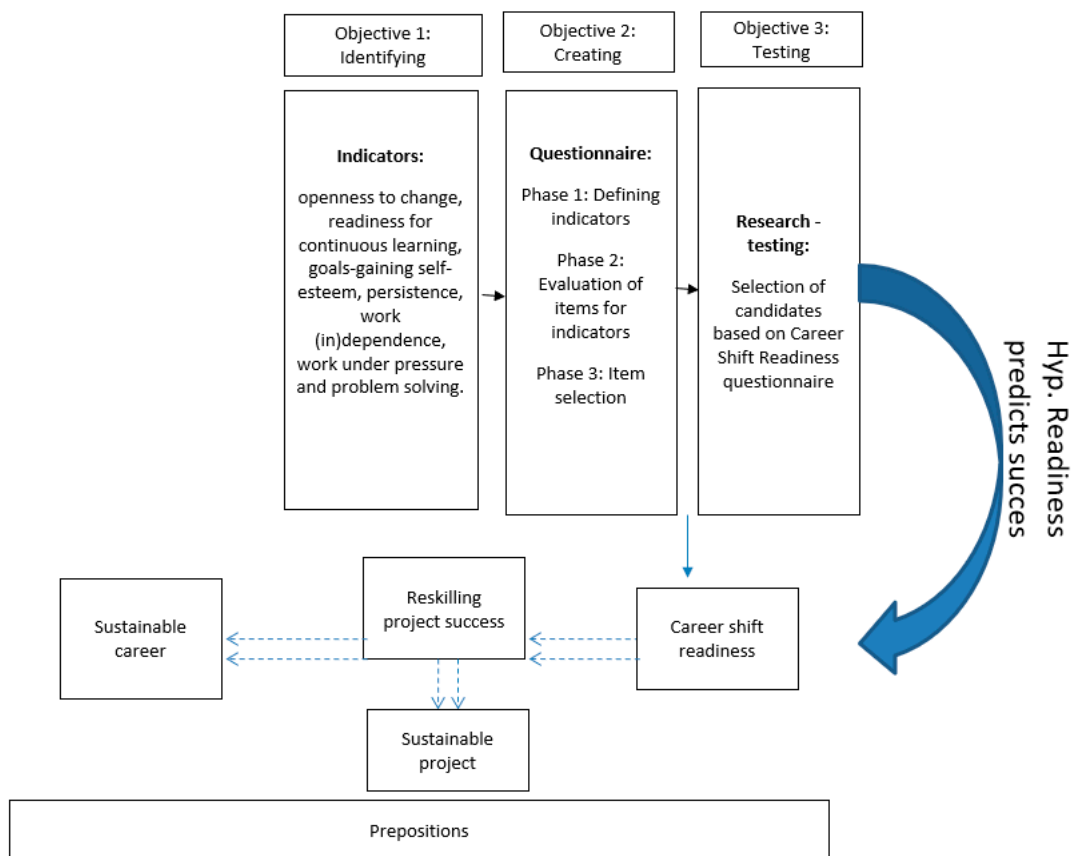 Objective 1:
Identifying
Objective 2:
Creating
Objective 3:
Testing
Indicators:
openness to change,
readiness for
continuous learning,
goals-gaining self-
esteem, persistence,
work
(in)dependence,
work under pressure
and problem solving.
Questionnaire:
Phase 1: Defining
indicators
Phase 2:
Evaluation of
items for
indicators
Phase 3: Item
selection
Research -
testing:
Selection of
candidates
based on Career
Shift Readiness
questionnaire
Hyp. Readiness
predicts succes
Sustainable
career
Reskilling
project success
Career shift
readiness
Sustainable
project
Prepositions